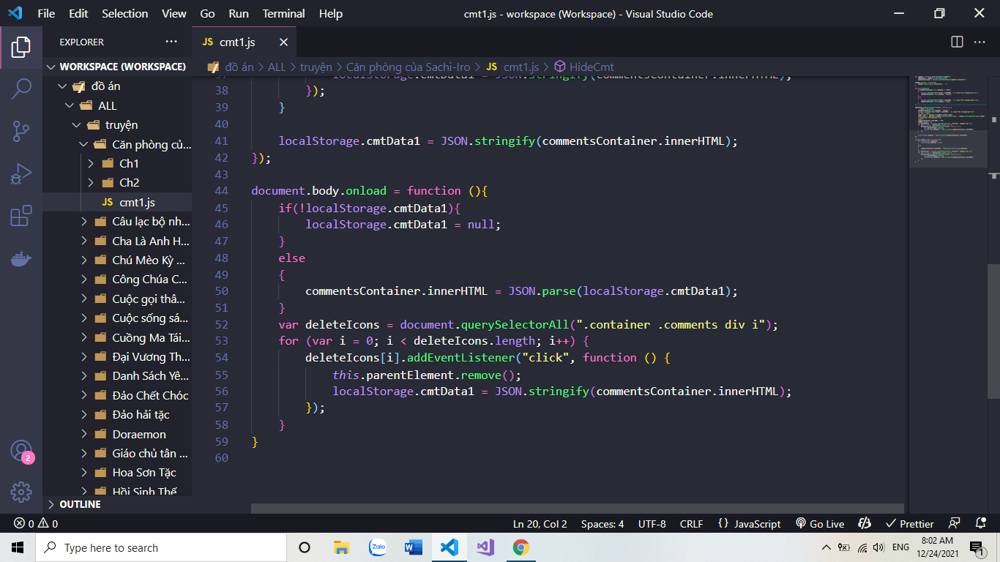 File Edit Selection View Go Run Terminal Help
cmt1.js - workspace (Workspace) - Visual Studio Code
EXPLORER
JS cmt1.js
WORKSPACE (WORKSPACE)
đồ án > ALL > truyện > Căn phòng của Sachi-Iro > JS cmt1.js > HideCmt
đồ án
ALL
truyện
Căn phòng củ...
Ch1
Ch2
JS cmt1.js
Câu lạc bộ nh...
Cha Là Anh H...
Chú Mèo Kỳ ...
Công Chúa C...
Cuộc gọi thâ...
Cuộc sống sá...
Cuồng Ma Tái...
Đại Vương Th...
Danh Sách Yê...
Đảo Chết Chóc
Đảo hải tặc
Doraemon
Giáo chủ tân ...
Hoa Sơn Tặc
Hồi Sinh Thế
OUTLINE
37 localStorage.cmtData1 = JSON.stringify(commentsContainer.innerHTML);
38 });
39 }
40
41 localStorage.cmtData1 = JSON.stringify(commentsContainer.innerHTML);
42 });
43
44 document.body.onload = function (){
45 if(!localStorage.cmtData1){
46 localStorage.cmtData1 = null;
47 }
48 else
49 {
50 commentsContainer.innerHTML = JSON.parse(localStorage.cmtData1);
51 }
52 var deleteIcons = document.querySelectorAll(".container .comments div i");
53 for (var i = 0; i < deleteIcons.length; i++) {
54 deleteIcons[i].addEventListener("click", function () {
55 this.parentElement.remove();
56 localStorage.cmtData1 = JSON.stringify(commentsContainer.innerHTML);
57 });
58 }
59 }
60
2
0 0
Ln 20, Col 2 Spaces: 4 UTF-8 CRLF {} JavaScript Go Live Prettier
Type here to search
Zalo
ENG
8:02 AM
12/24/2021
1